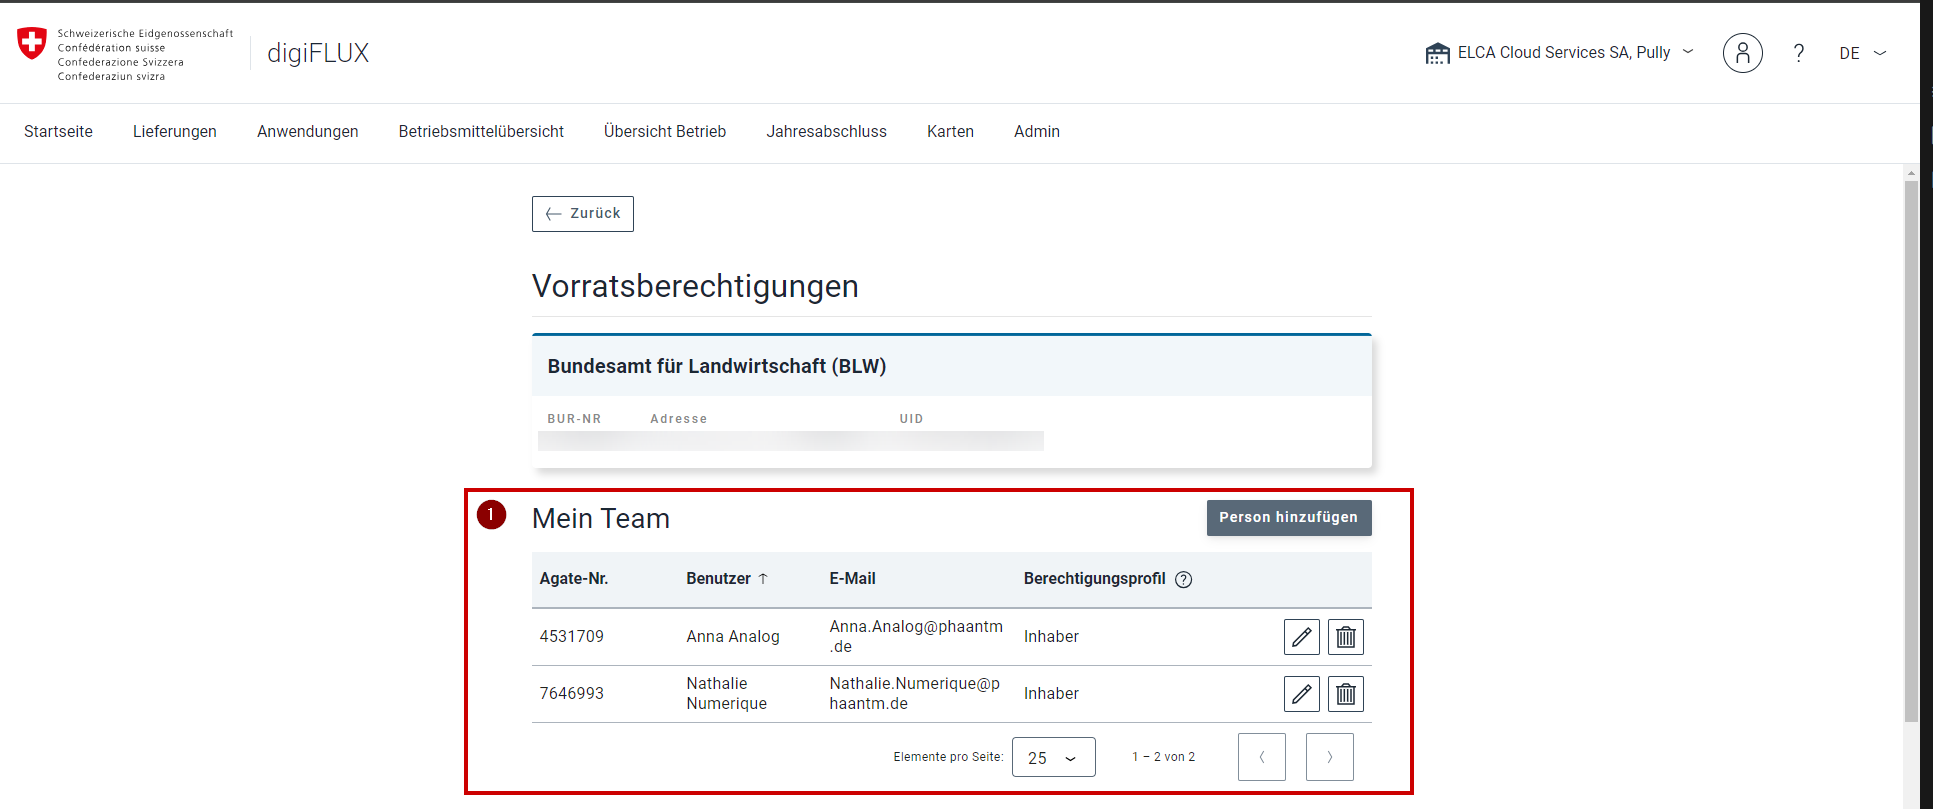 Schweizerische Eidgenossenschaft
Confédération suisse
Confederazione Svizzera
Confederaziun svizra
digiFLUX
ELCA Cloud Services SA, Pully
?
DE
Startseite Lieferungen Anwendungen Betriebsmittelübersicht Übersicht Betrieb Jahresabschluss Karten Admin
Zurück
Vorratsberechtigungen
Bundesamt für Landwirtschaft (BLW)
BUR-NR Adresse UID
1 Mein Team Person hinzufügen
Agate-Nr. Benutzer ↑ E-Mail Berechtigungsprofil ?
4531709 Anna Analog Anna.Analog@phaantm
.de Inhaber
7646993 Nathalie
Numerique Nathalie.Numerique@p
haantm.de Inhaber
Elemente pro Seite: 25 1 – 2 von 2